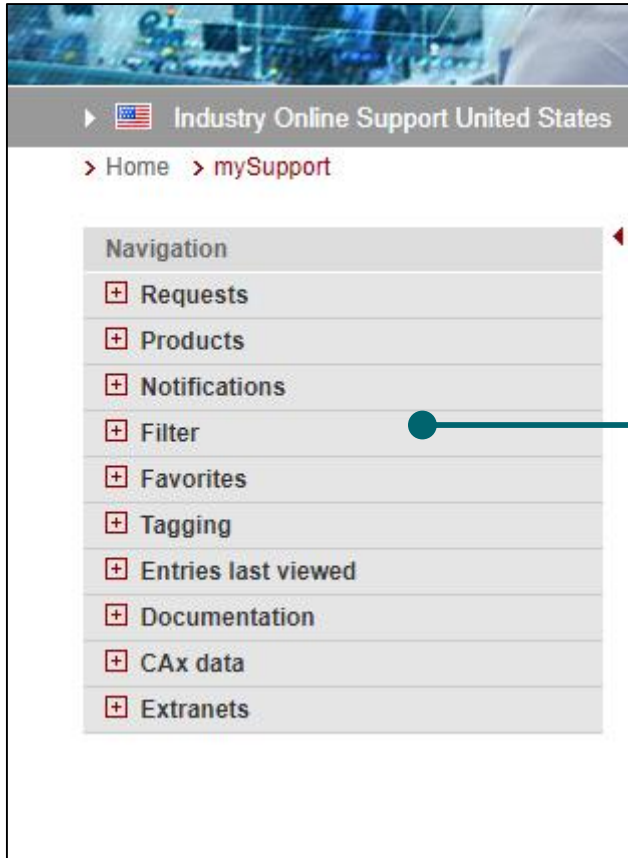 Industry Online Support United States
Home mySupport
Navigation
Requests
Products
Notifications
Filter
Favorites
Tagging
Entries last viewed
Documentation
CAx data
Extranets